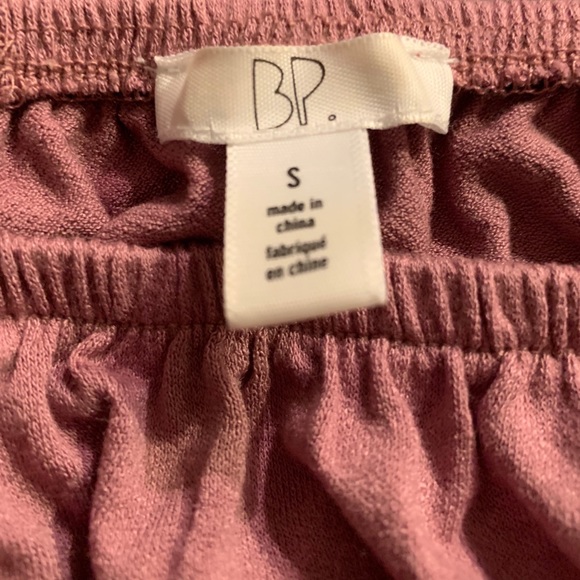 BP.
S
made in
china
fabriqué
en chine